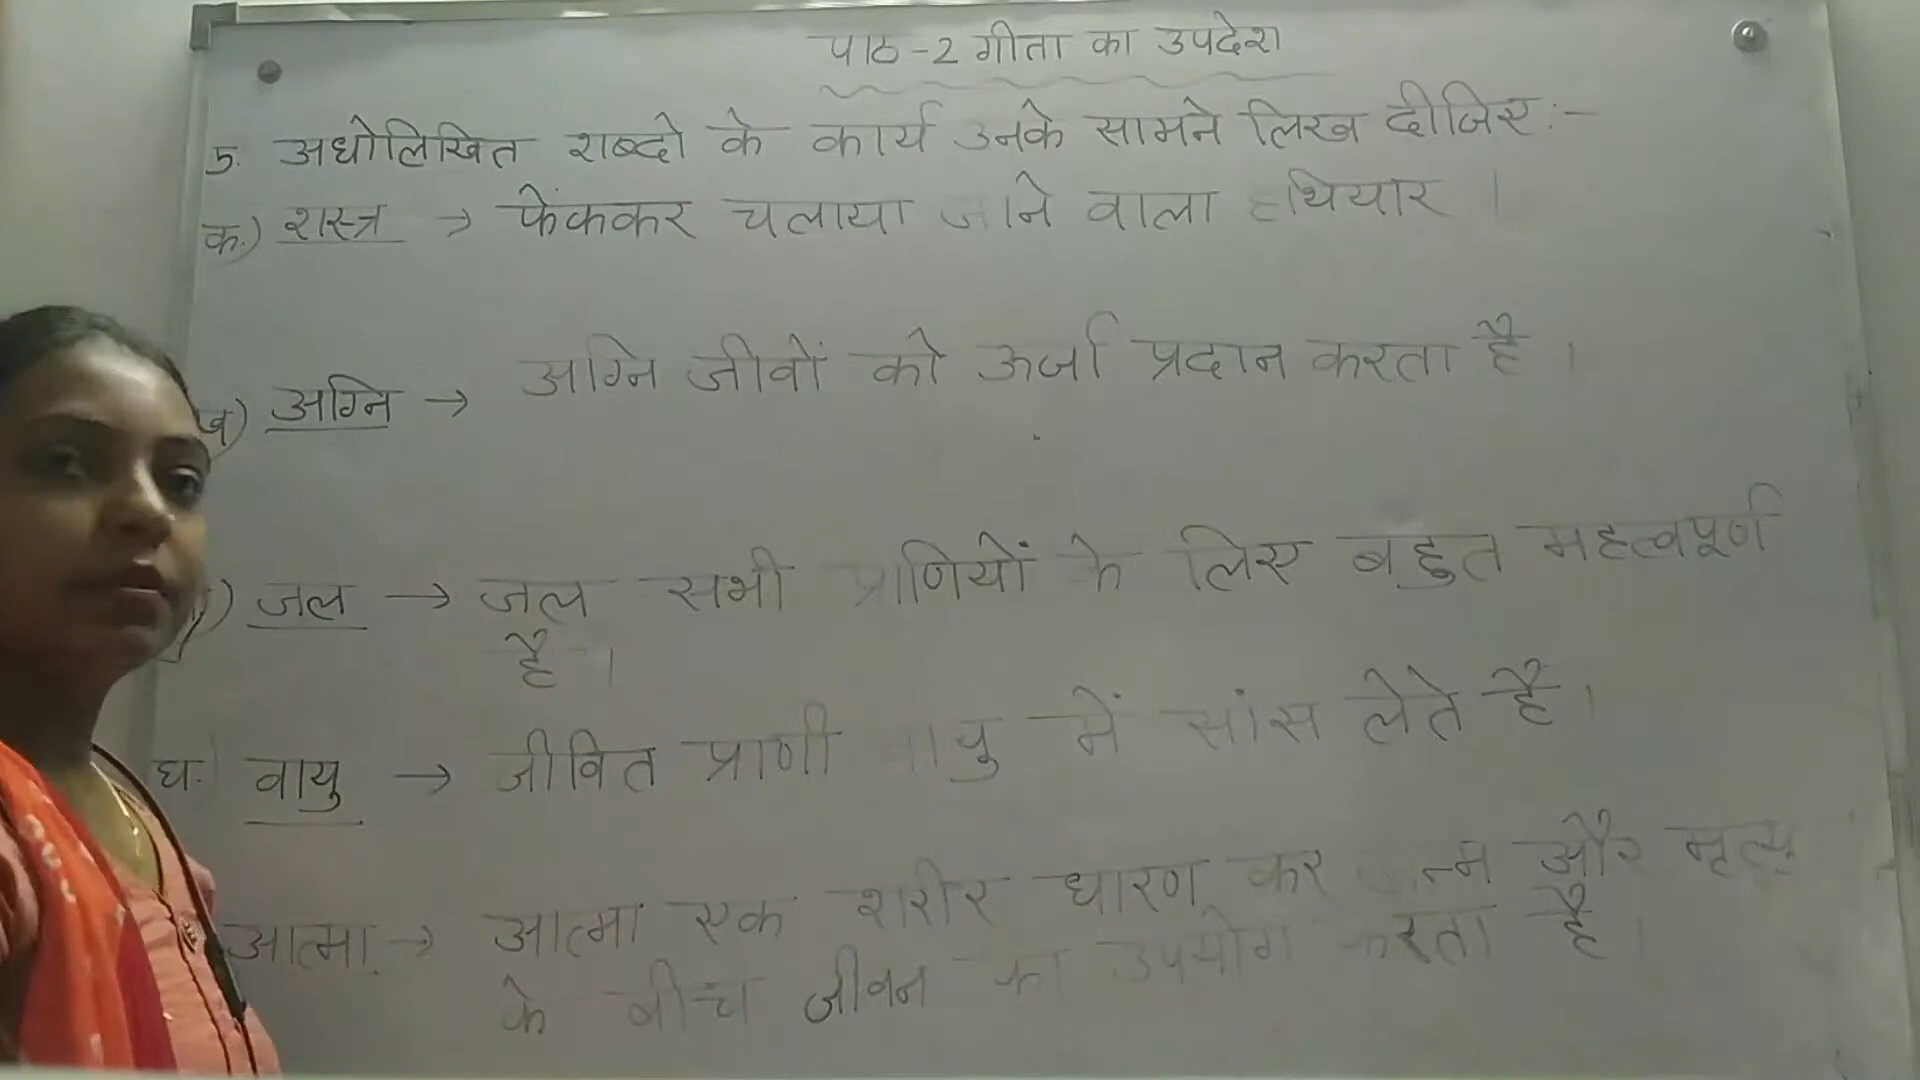 पाठ -2 गीता का उपदेश
5. अधोलिखित शब्दो के कार्य उनके सामने लिख दीजिए :-
क.) शस्त्र → फेंककर चलाया जाने वाला हथियार ।
ख) अग्नि → अग्नि जीवों को ऊर्जा प्रदान करता है ।
) जल → जल सभी प्राणियों के लिए बहुत महत्वपूर्ण
है ।
घ. वायु → जीवित प्राणी वायु में सांस लेते है ।
आत्मा → आत्मा एक शरीर धारण कर जन्म और मृत्यु
के बीच जीवन का उपयोग करता है ।